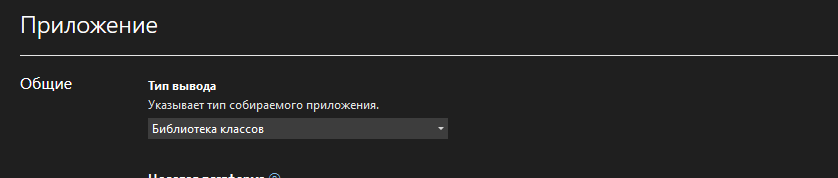 Приложение
Общие
Тип вывода
Указывает тип собираемого приложения.
Библиотека классов